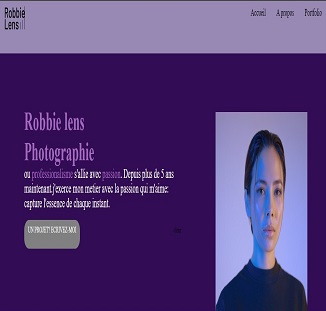 Robbie
Lens
Accueil A propos Portfolio
Robbie lens
Photographie
ou professionalisme s'allie avec passion. Depuis plus de 5 ans
maintenant,j'exerce mon metier avec la passion qui m'aime:
capture l'essence de chaque instant.
UN PROJET? ECRIVEZ-MOI